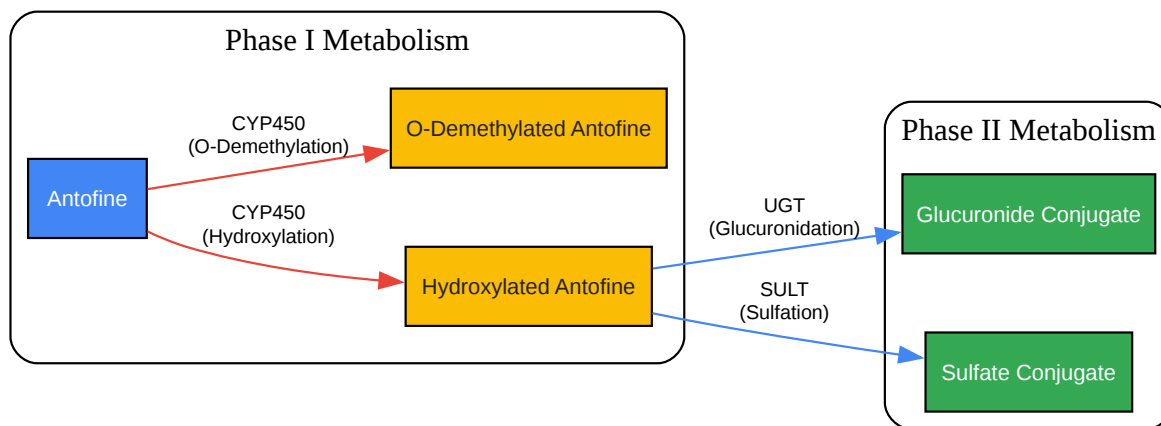 Phase I Metabolism
CYP450
(O-Demethylation)
O-Demethylated Antofine
Antofine
CYP450
(Hydroxylation)
Hydroxylated Antofine
UGT
(Glucuronidation)
SULT
(Sulfation)
Phase II Metabolism
Glucuronide Conjugate
Sulfate Conjugate